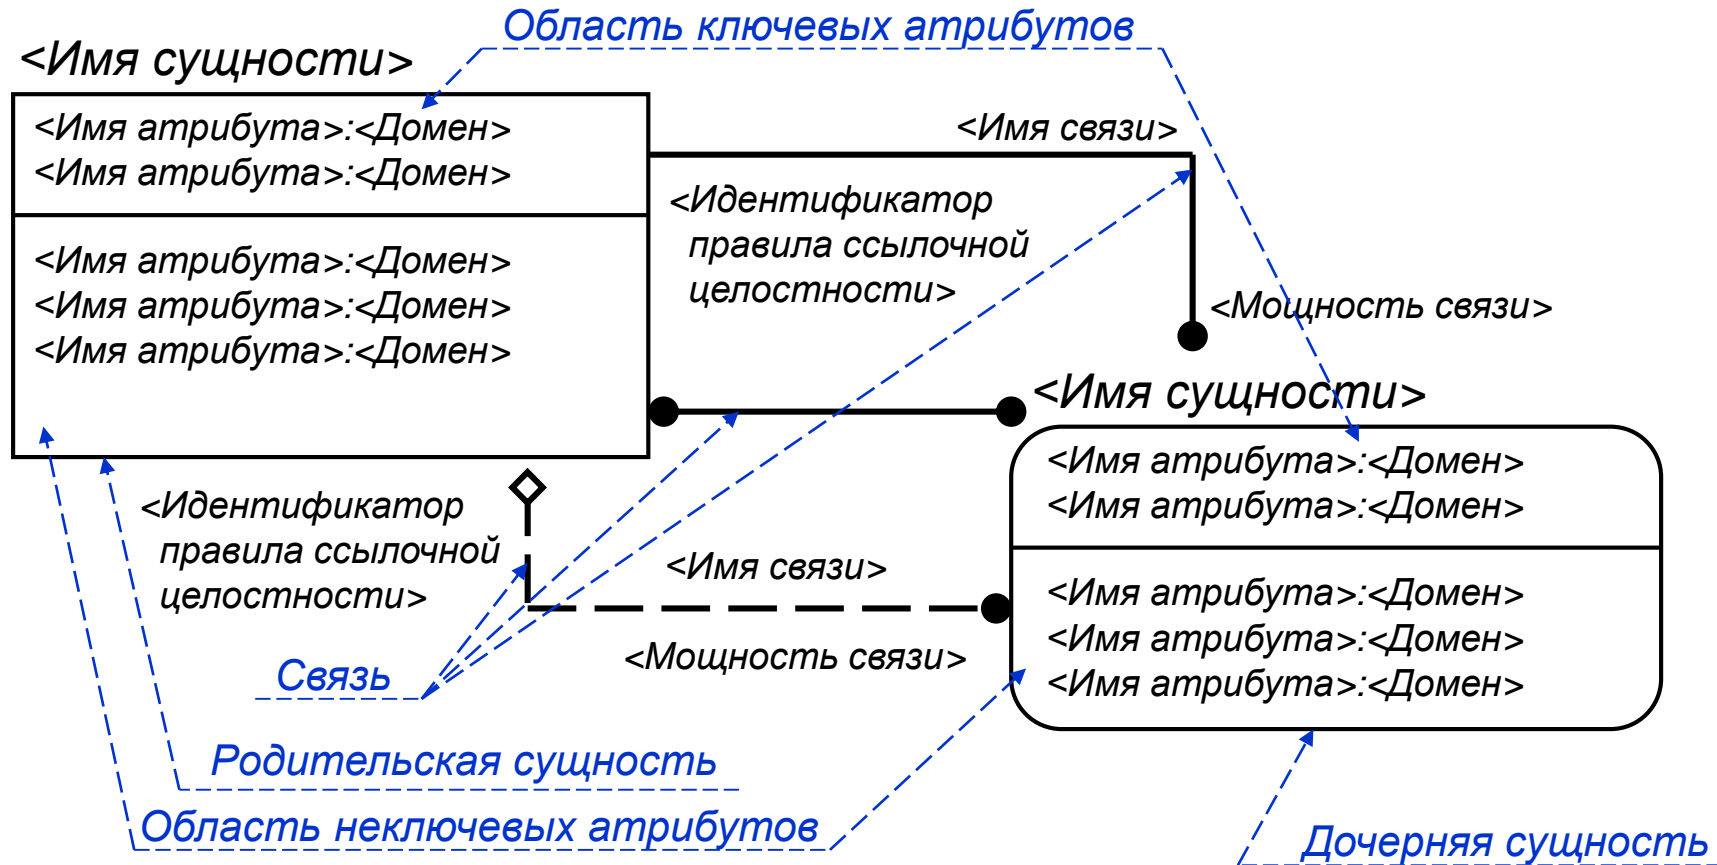 Область ключевых атрибутов
<Имя сущности>
<Имя атрибута>:<Домен>
<Имя атрибута>:<Домен>
<Имя атрибута>:<Домен>
<Имя атрибута>:<Домен>
<Имя атрибута>:<Домен>
<Имя связи>
<Идентификатор
правила ссылочной
целостности>
<Мощность связи>
<Имя сущности>
<Имя атрибута>:<Домен>
<Имя атрибута>:<Домен>
<Имя атрибута>:<Домен>
<Имя атрибута>:<Домен>
<Имя атрибута>:<Домен>
<Идентификатор
правила ссылочной
целостности>
<Имя связи>
<Мощность связи>
Связь
Родительская сущность
Область неключевых атрибутов
Дочерняя сущность